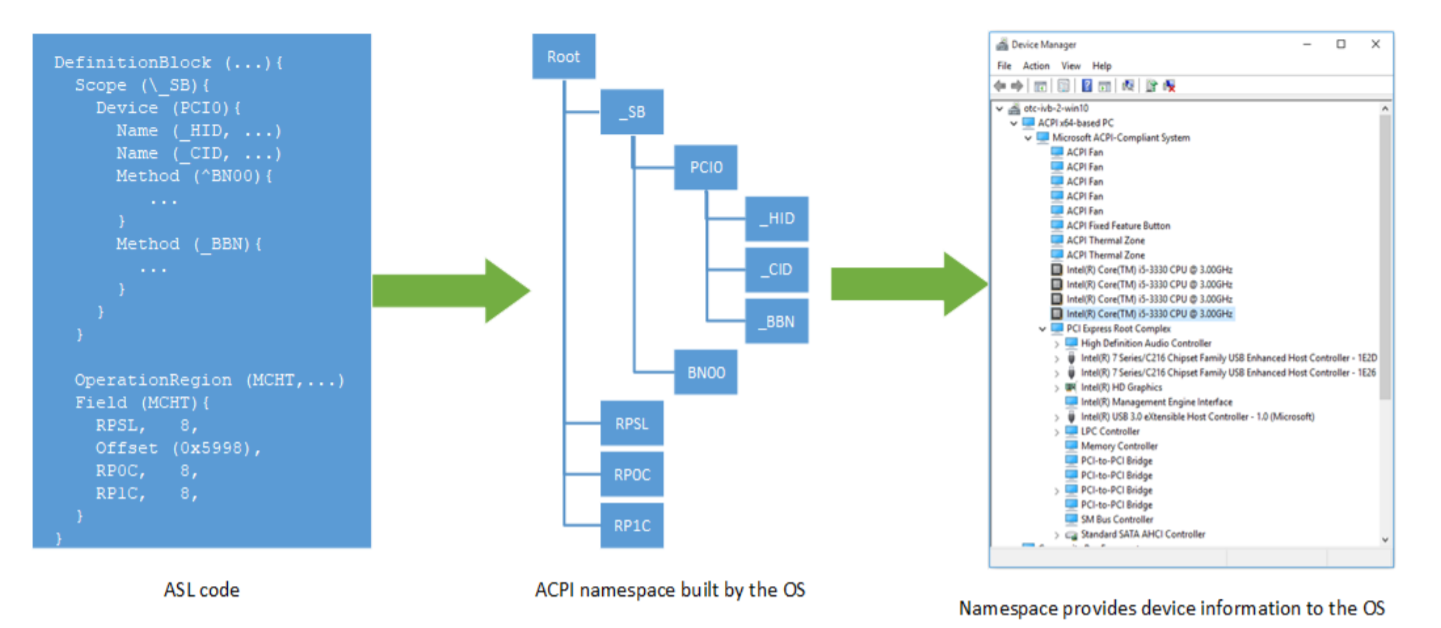 DefinitionBlock (...){
Scope (\_SB){
Device (PCI0){
Name (_HID, ...)
Name (_CID, ...)
Method (^BN00){
...
}
Method (_BBN){
...
}
}
}
OperationRegion (MCHT,...)
Field (MCHT){
RPSL, 8,
Offset (0x5998),
RP0C, 8,
RP1C, 8,
}
}
ASL code
Root
_SB
PCI0
_HID
_CID
_BBN
BN00
RPSL
RP0C
RP1C
ACPI namespace built by the OS
Device Manager
File Action View Help
otc-ivb-2-win10
ACPI x64-based PC
Microsoft ACPI-Compliant System
ACPI Fan
ACPI Fan
ACPI Fan
ACPI Fan
ACPI Fan
ACPI Fixed Feature Button
ACPI Thermal Zone
ACPI Thermal Zone
Intel(R) Core(TM) i5-3330 CPU @ 3.00GHz
Intel(R) Core(TM) i5-3330 CPU @ 3.00GHz
Intel(R) Core(TM) i5-3330 CPU @ 3.00GHz
Intel(R) Core(TM) i5-3330 CPU @ 3.00GHz
PCI Express Root Complex
High Definition Audio Controller
Intel(R) 7 Series/C216 Chipset Family USB Enhanced Host Controller - 1E2D
Intel(R) 7 Series/C216 Chipset Family USB Enhanced Host Controller - 1E26
Intel(R) HD Graphics
Intel(R) Management Engine Interface
Intel(R) USB 3.0 eXtensible Host Controller - 1.0 (Microsoft)
LPC Controller
Memory Controller
PCI-to-PCI Bridge
PCI-to-PCI Bridge
PCI-to-PCI Bridge
PCI-to-PCI Bridge
SM Bus Controller
Standard SATA AHCI Controller
Namespace provides device information to the OS